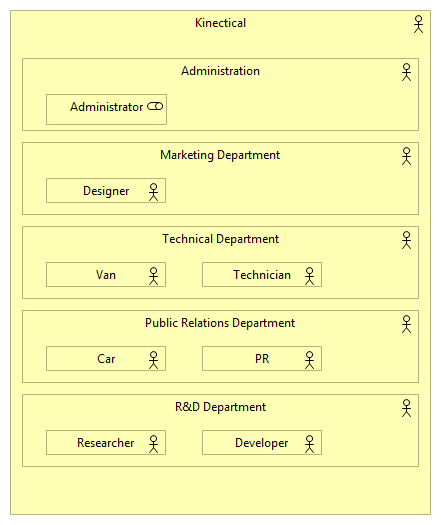 Kinectical
Administration
Administrator
Marketing Department
Designer
Technical Department
Van
Technician
Public Relations Department
Car
PR
R&D Department
Researcher
Developer